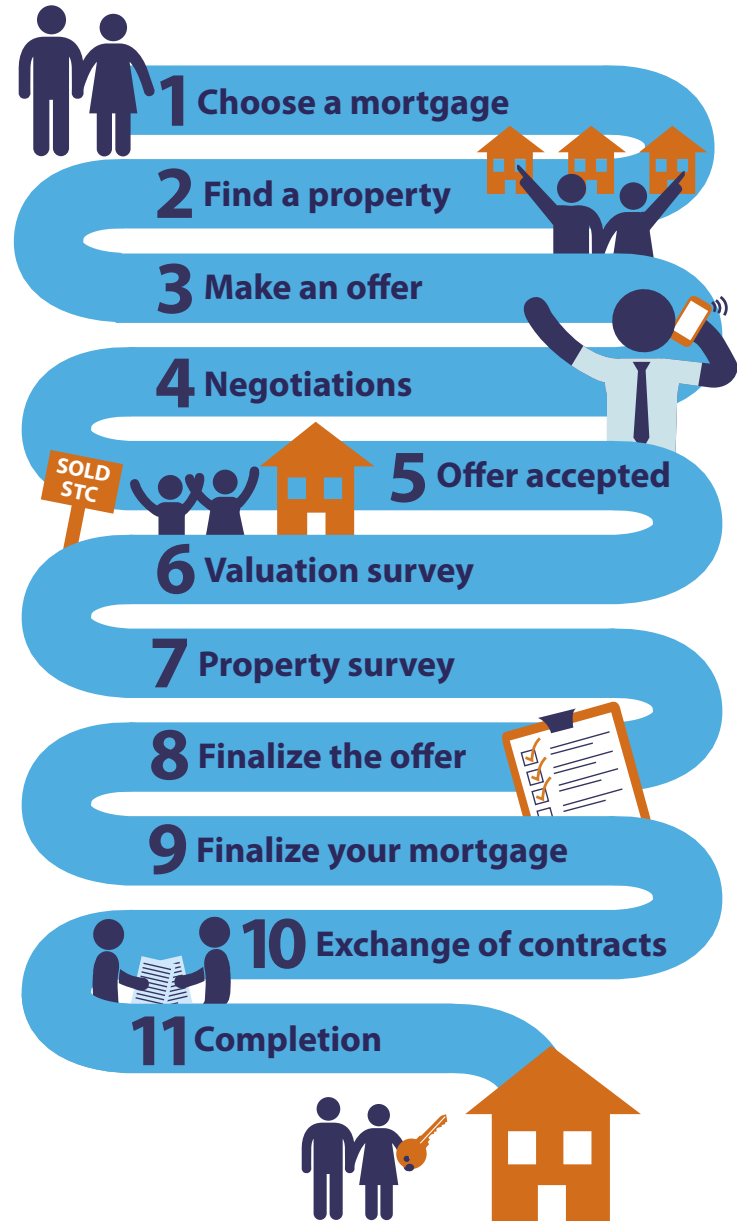 1 Choose a mortgage
2 Find a property
3 Make an offer
4 Negotiations
SOLD
STC
5 Offer accepted
6 Valuation survey
7 Property survey
8 Finalize the offer
9 Finalize your mortgage
10 Exchange of contracts
11 Completion